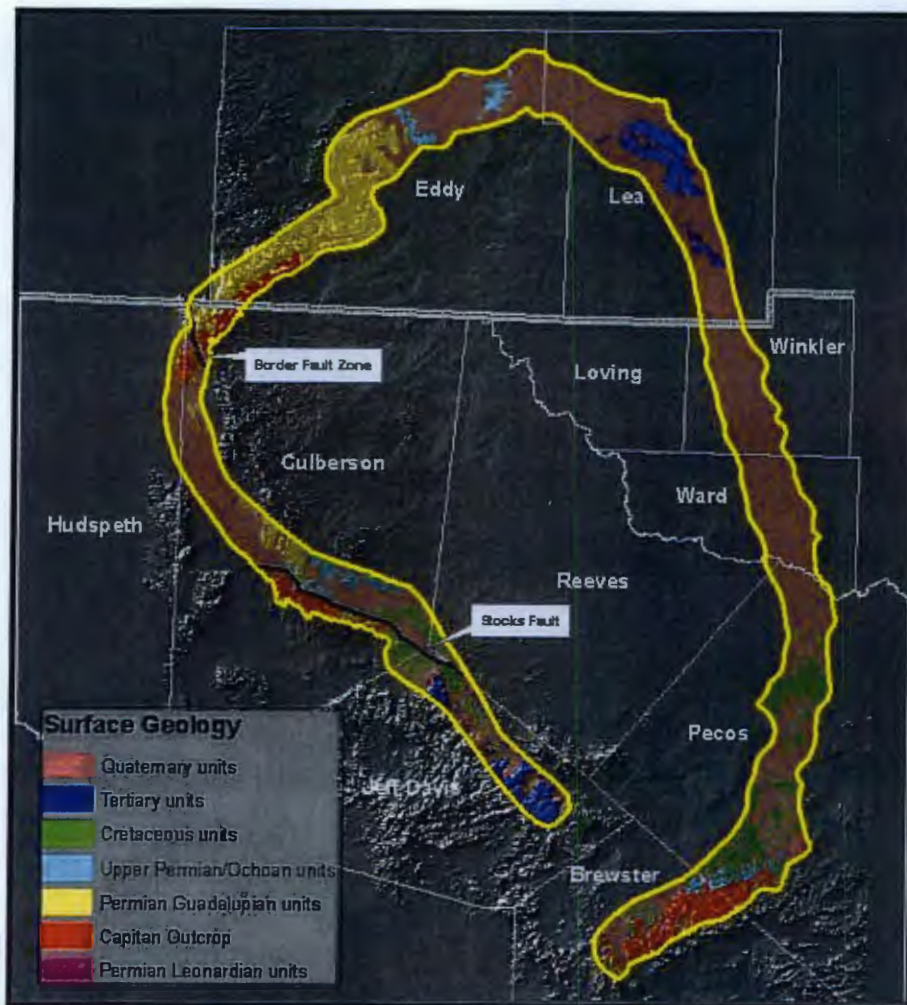 Eddy
Lea
Border Fault Zone
Winkler
Loving
Culberson
Ward
Hudspeth
Reeves
Stocks Fault
Pecos
Jeff Davis
Brewster
Surface Geology
Quaternary units
Tertiary units
Cretaceous units
Upper Permian/Ochoan units
Permian Guadalupian units
Capitan Outcrop
Permian Leonardian units